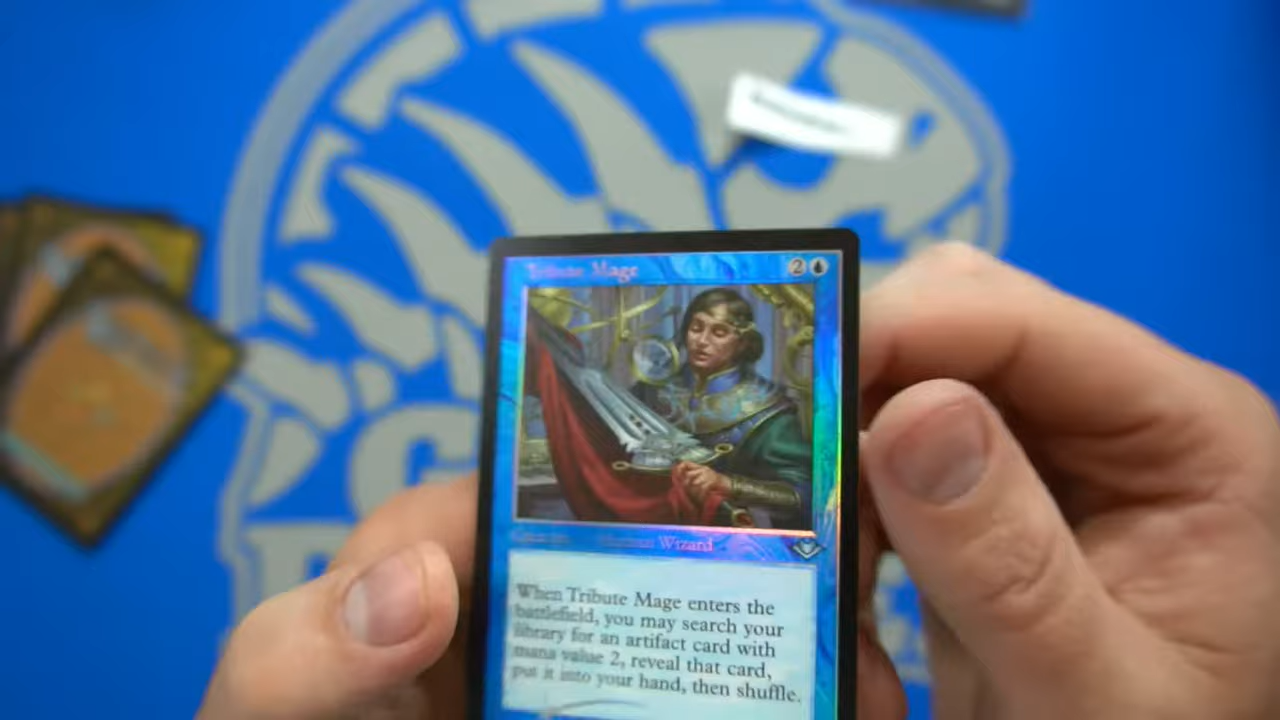 Tribute Mage 2
Human Wizard
When Tribute Mage enters the
battlefield, you may search your
library for an artifact card with
mana value 2, reveal that card,
put it into your hand, then shuffle.